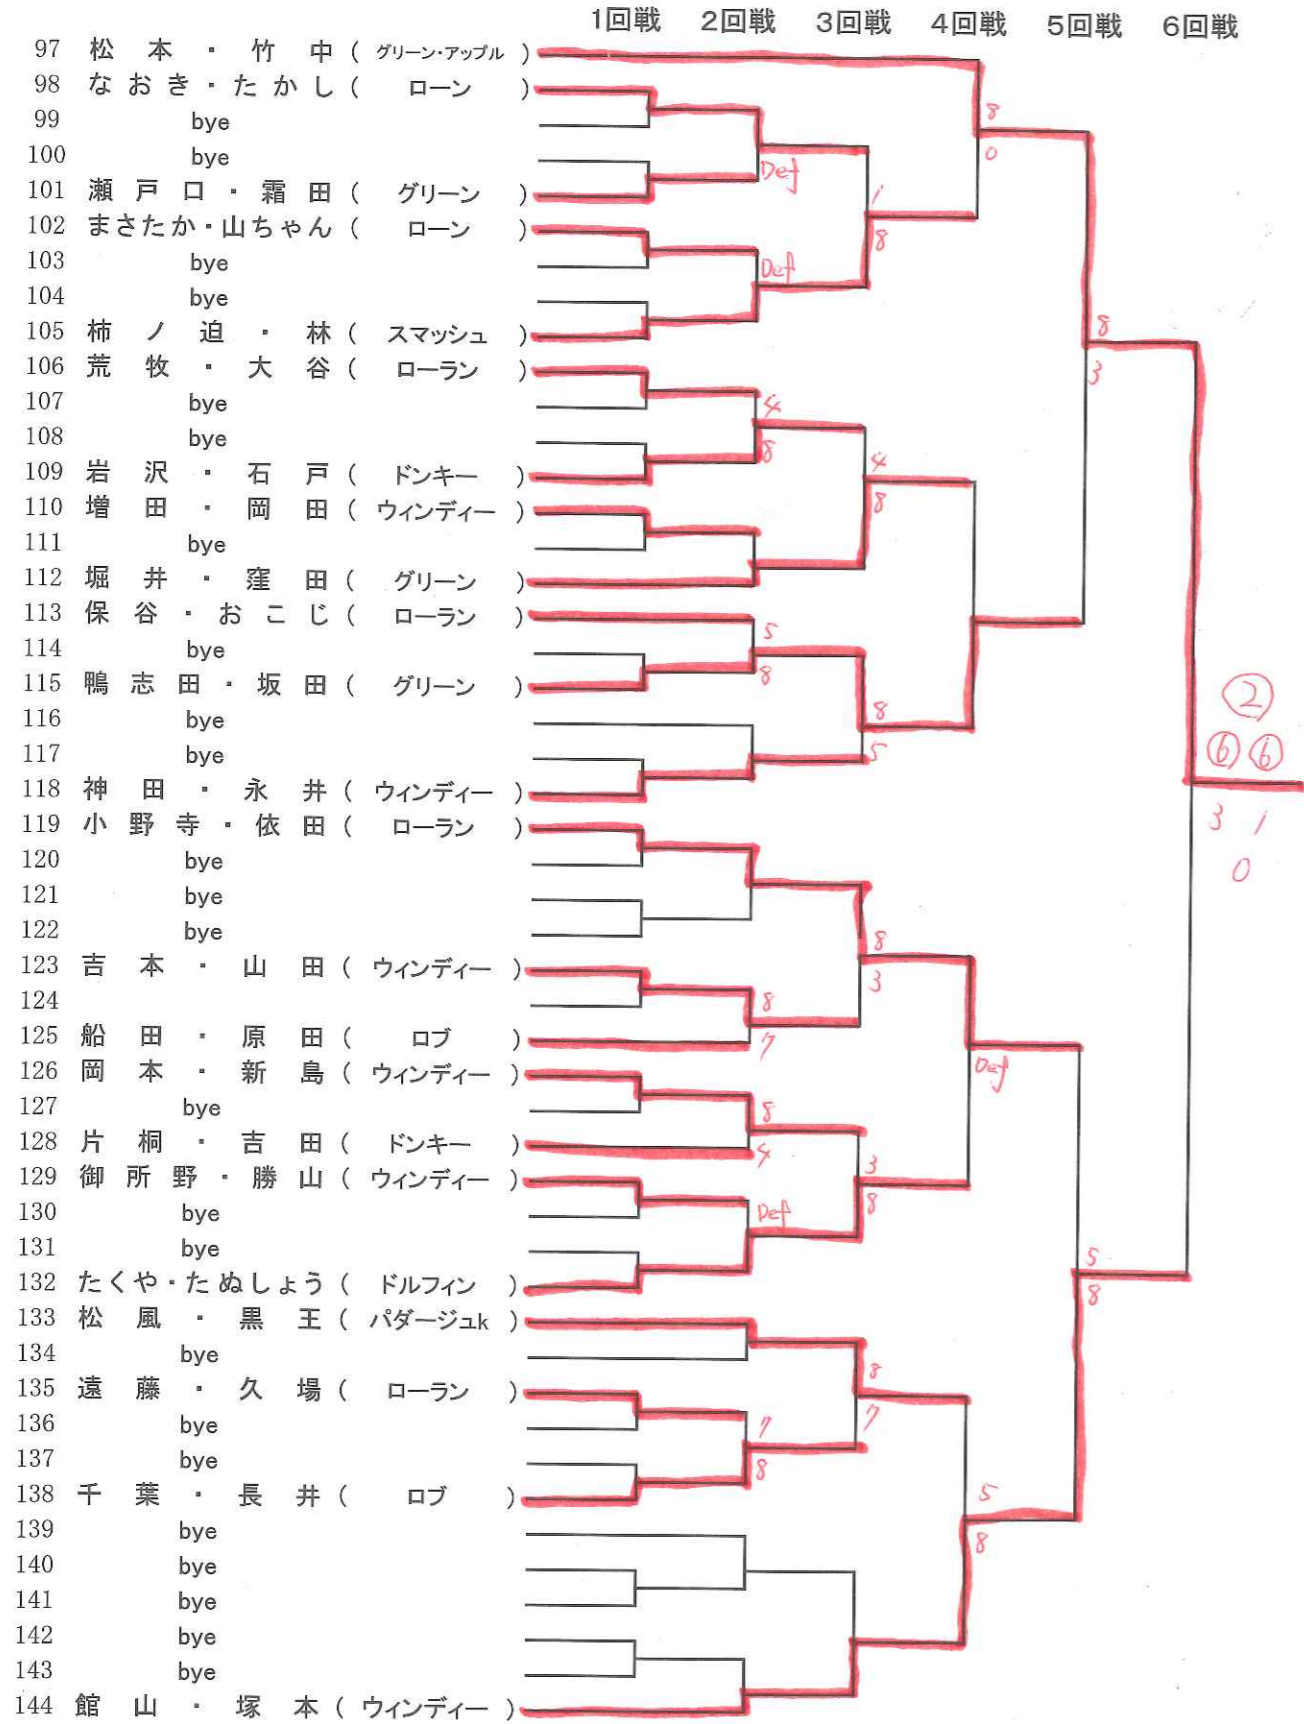 1回戦 2回戦 3回戦 4回戦 5回戦 6回戦
97 松本・竹中（ グリーン・アップル ）
98 なおき・たかし（ ローン ）
99 bye
8
100 bye
0
Def
101 瀬戸口・霜田（ グリーン ）
1
102 まさたか・山ちゃん（ ローン ）
8
103 bye
Def
104 bye
105 柿ノ迫・林（ スマッシュ ）
8
106 荒牧・大谷（ ローラン ）
3
107 bye
4
108 bye
8
4
109 岩沢・石戸（ ドンキー ）
8
110 増田・岡田（ ウィンディー ）
111 bye
112 堀井・窪田（ グリーン ）
113 保谷・おこじ（ ローラン ）
5
114 bye
8
115 鴨志田・坂田（ グリーン ）
②
116 bye
8
117 bye
5
⑥ ⑥
118 神田・永井（ ウィンディー ）
119 小野寺・依田（ ローラン ）
3 1
120 bye
0
121 bye
122 bye
8
123 吉本・山田（ ウィンディー ）
3
124
8
125 船田・原田（ ロブ ）
7
126 岡本・新島（ ウィンディー ）
Def
127 bye
8
128 片桐・吉田（ ドンキー ）
4
3
129 御所野・勝山（ ウィンディー ）
8
130 bye
Def
131 bye
5
132 たくや・たぬしょう（ ドルフィン ）
8
133 松風・黒王（ パダージュk ）
134 bye
8
135 遠藤・久場（ ローラン ）
7
136 bye
7
137 bye
8
138 千葉・長井（ ロブ ）
5
139 bye
8
140 bye
141 bye
142 bye
143 bye
144 館山・塚本（ ウィンディー ）